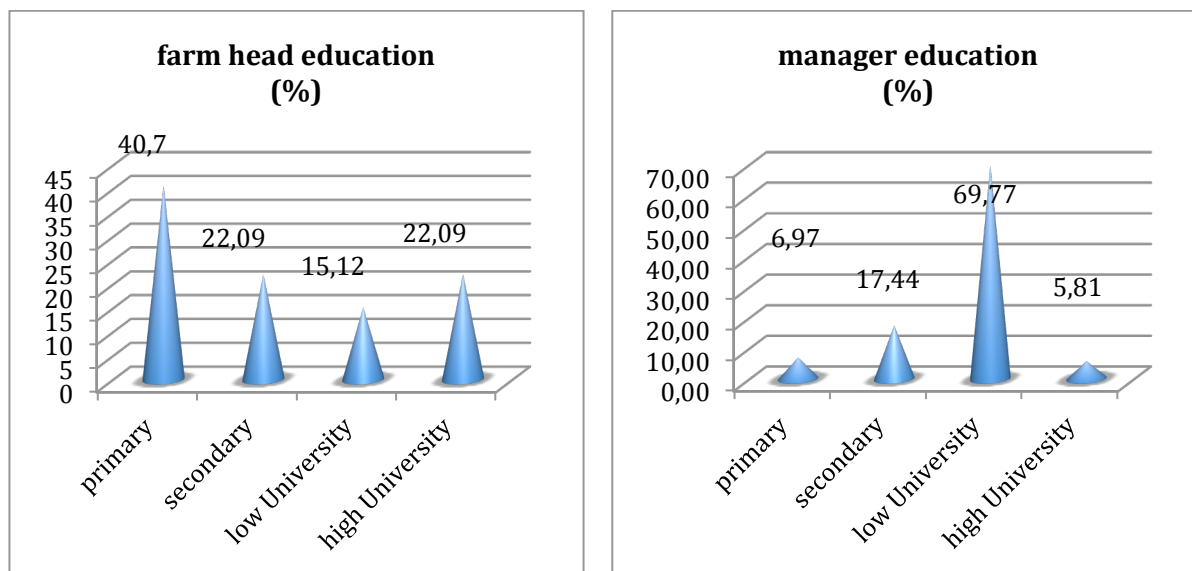 farm head education
(%)
40,7
22,09
15,12
22,09
45
40
35
30
25
20
15
10
5
0
primary
secondary
low University
high University
manager education
(%)
6,97
17,44
69,77
5,81
70,00
60,00
50,00
40,00
30,00
20,00
10,00
0,00
primary
secondary
low University
high University